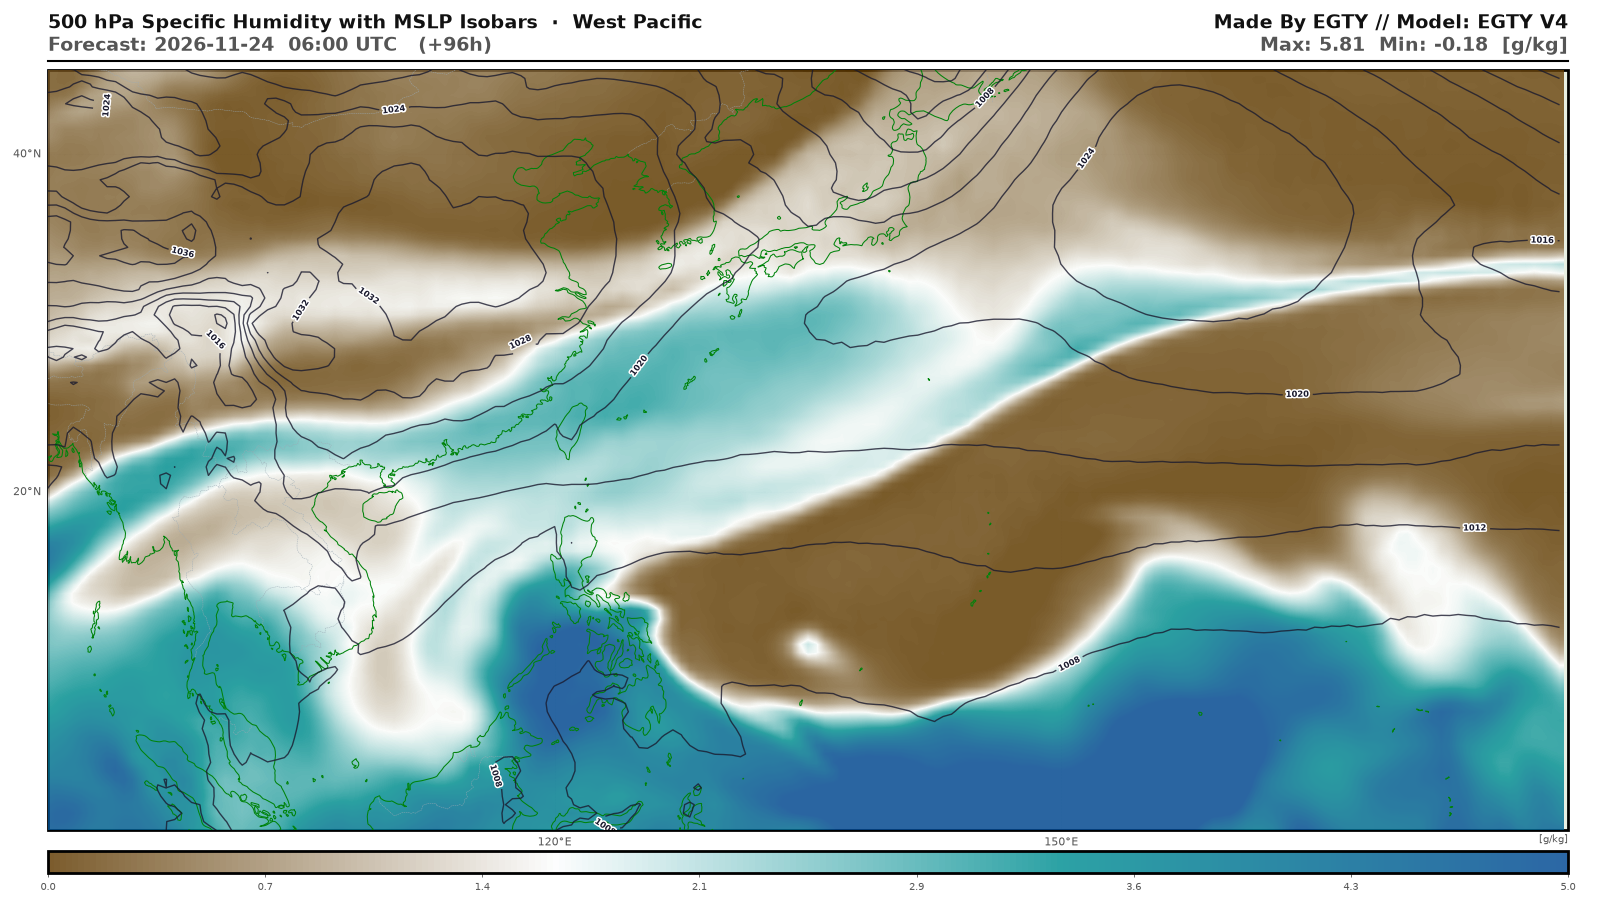 500 hPa Specific Humidity with MSLP Isobars · West Pacific
Made By EGTY // Model: EGTY V4
Forecast: 2026-11-24 06:00 UTC (+96h)
Max: 5.81 Min: -0.18 [g/kg]
1024
1024
1008
40°N
1024
1036
1016
1032
1032
1016
1028
1020
1020
20°N
1012
1008
1008
120°E
150°E
[g/kg]
0.0
0.7
1.4
2.1
2.9
3.6
4.3
5.0